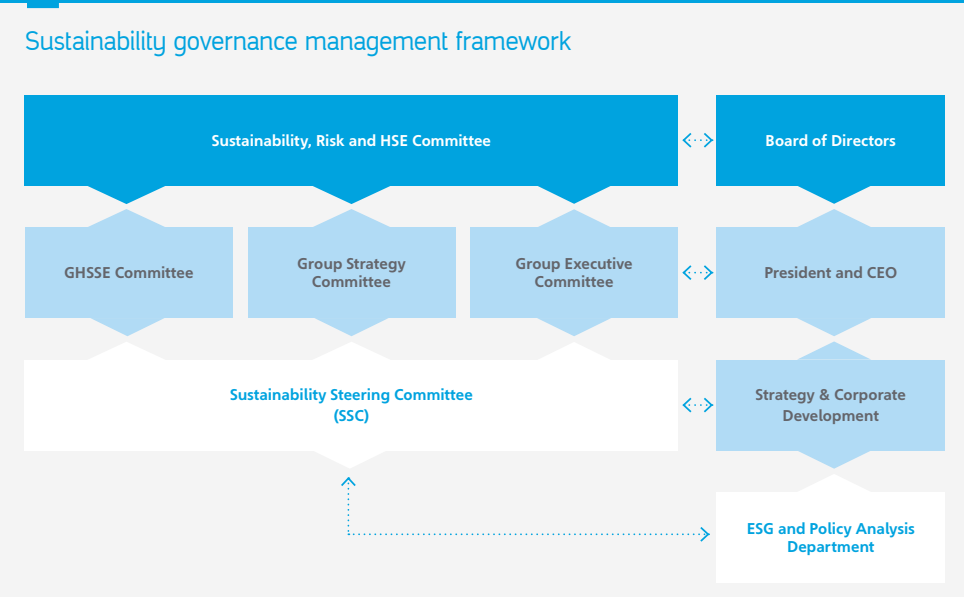 Sustainability governance management framework
Sustainability, Risk and HSE Committee
Board of Directors
GHSSE Committee
Group Strategy
Committee
Group Executive
Committee
President and CEO
Sustainability Steering Committee
(SSC)
Strategy & Corporate
Development
ESG and Policy Analysis
Department